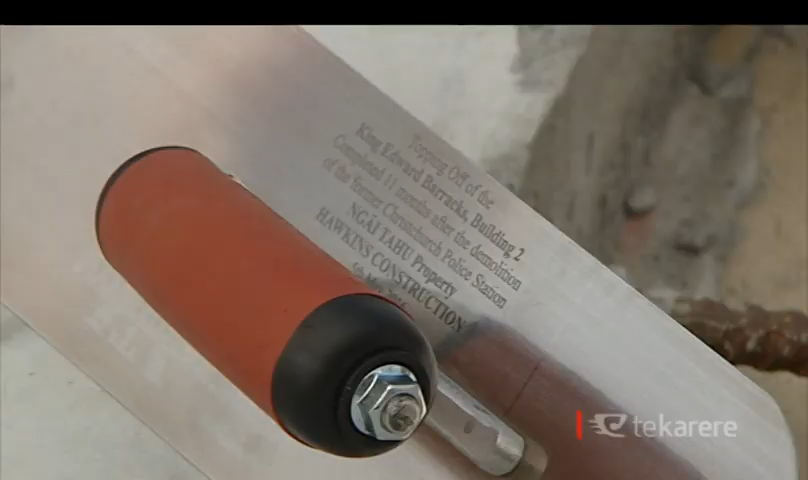 Topping Off of the
King Edward Barracks, Building 2
Completed 11 months after the demolition
of the former Christchurch Police Station
NGĀI TAHU Property
HAWKINS CONSTRUCTION
tekarere